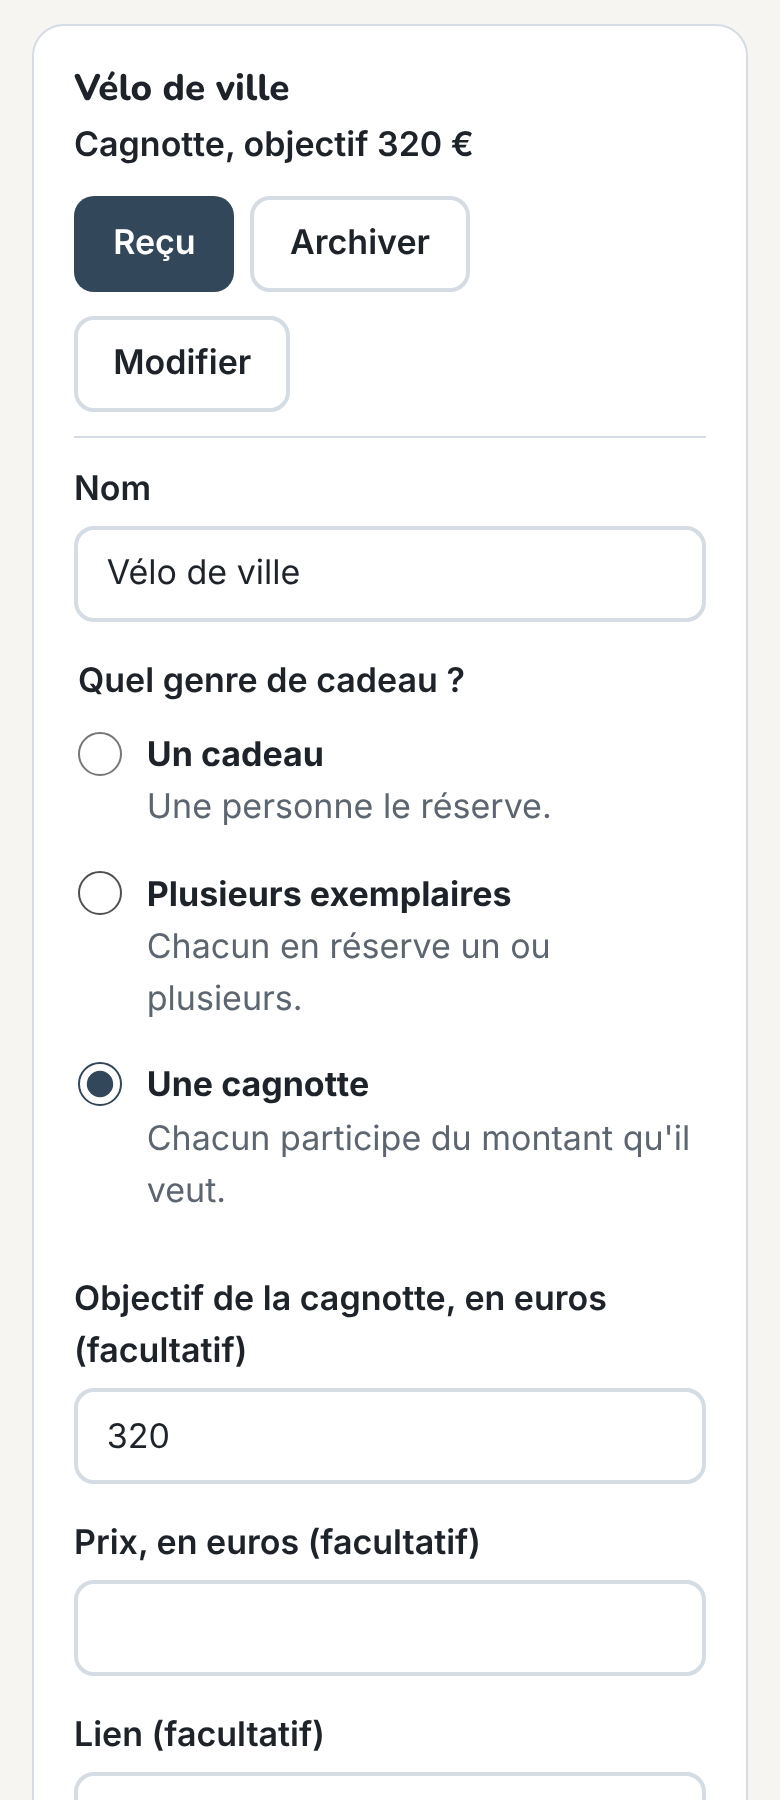 Vélo de ville
Cagnotte, objectif 320 €
Reçu
Archiver
Modifier
Nom
Vélo de ville
Quel genre de cadeau ?
Un cadeau
Une personne le réserve.
Plusieurs exemplaires
Chacun en réserve un ou
plusieurs.
Une cagnotte
Chacun participe du montant qu'il
veut.
Objectif de la cagnotte, en euros
(facultatif)
320
Prix, en euros (facultatif)
Lien (facultatif)